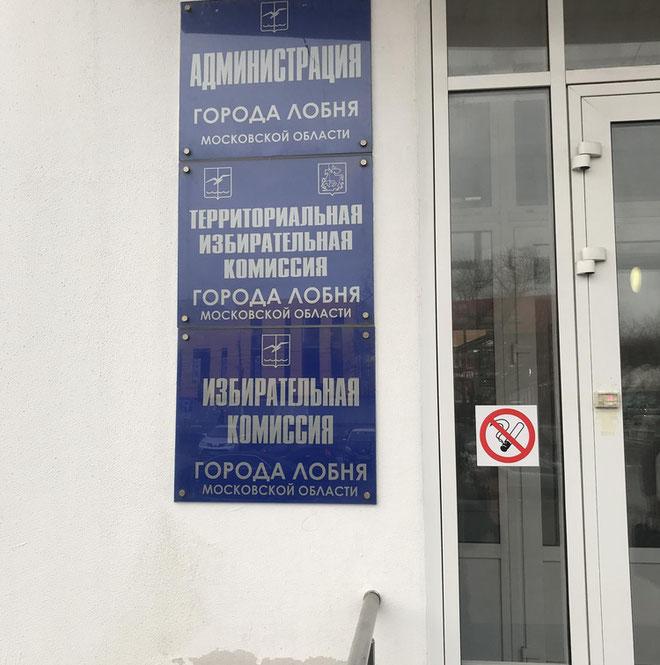 АДМИНИСТРАЦИЯ
ГОРОДА ЛОБНЯ
МОСКОВСКОЙ ОБЛАСТИ
ТЕРРИТОРИАЛЬНАЯ
ИЗБИРАТЕЛЬНАЯ
КОМИССИЯ
ГОРОДА ЛОБНЯ
МОСКОВСКОЙ ОБЛАСТИ
ИЗБИРАТЕЛЬНАЯ
КОМИССИЯ
ГОРОДА ЛОБНЯ
МОСКОВСКОЙ ОБЛАСТИ